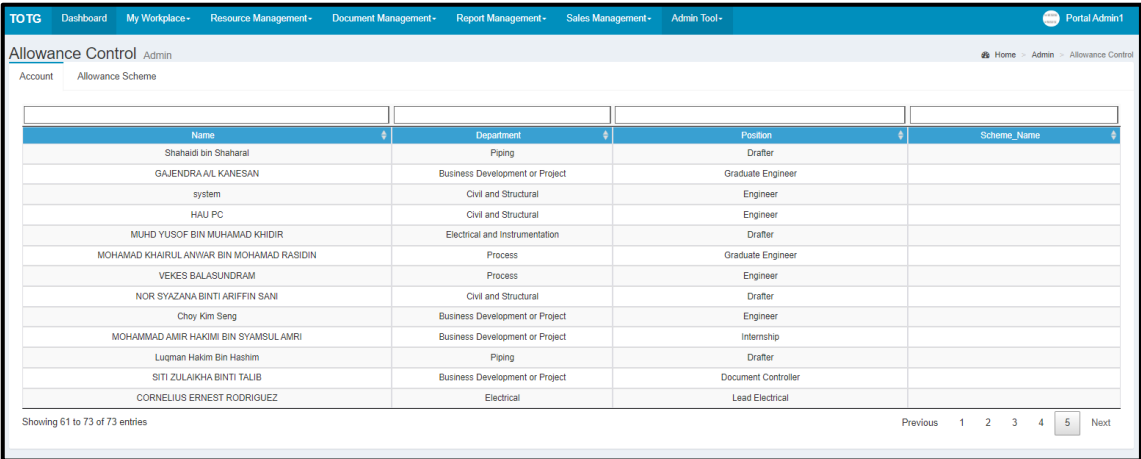 TOTG Dashboard My Workplace Resource Management Document Management Report Management Sales Management Admin Tool Portal Admin1
Allowance Control Admin Home > Admin > Allowance Control
Account Allowance Scheme
Name Department Position Scheme_Name
Shahaidi bin Shaharal Piping Drafter
GAJENDRA A/L KANESAN Business Development or Project Graduate Engineer
system Civil and Structural Engineer
HAU PC Civil and Structural Engineer
MUHD YUSOF BIN MUHAMAD KHIDIR Electrical and Instrumentation Drafter
MOHAMAD KHAIRUL ANWAR BIN MOHAMAD RASIDIN Process Graduate Engineer
VEKES BALASUNDRAM Process Engineer
NOR SYAZANA BINTI ARIFFIN SANI Civil and Structural Drafter
Choy Kim Seng Business Development or Project Engineer
MOHAMMAD AMIR HAKIMI BIN SYAMSUL AMRI Business Development or Project Internship
Luqman Hakim Bin Hashim Piping Drafter
SITI ZULAIKHA BINTI TALIB Business Development or Project Document Controller
CORNELIUS ERNEST RODRIGUEZ Electrical Lead Electrical
Showing 61 to 73 of 73 entries Previous 1 2 3 4 5 Next